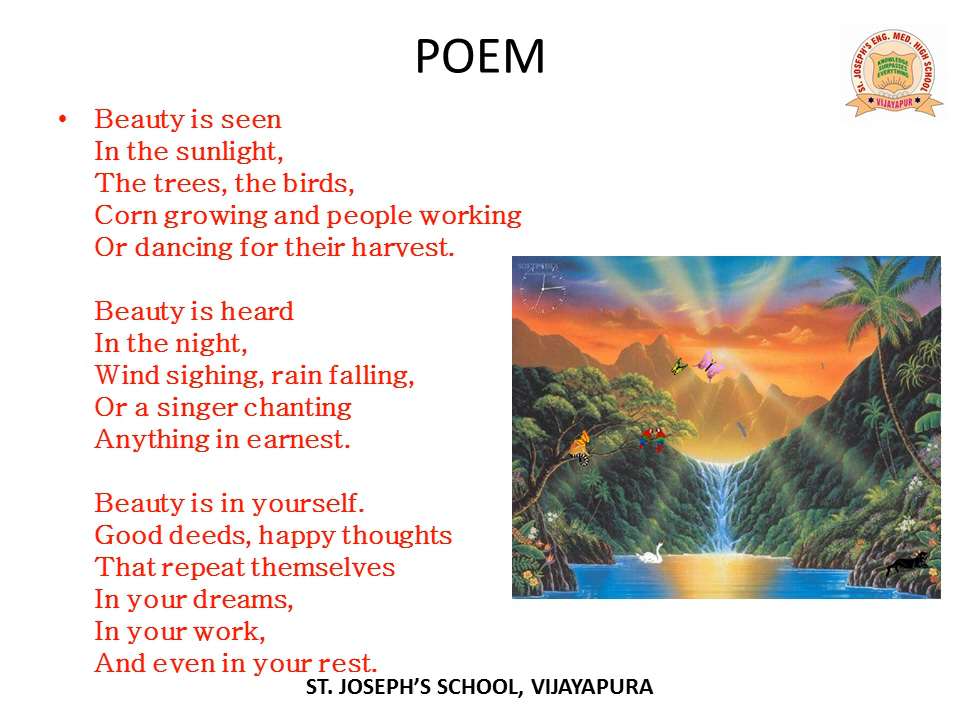 POEM
ST. JOSEPH'S ENG. MED. HIGH SCHOOL
KNOWLEDGE
SURPASSES
EVERYTHING
VIJAYAPUR
• Beauty is seen
In the sunlight,
The trees, the birds,
Corn growing and people working
Or dancing for their harvest.
Beauty is heard
In the night,
Wind sighing, rain falling,
Or a singer chanting
Anything in earnest.
Beauty is in yourself.
Good deeds, happy thoughts
That repeat themselves
In your dreams,
In your work,
And even in your rest.
SOFTPEDIA
ST. JOSEPH’S SCHOOL, VIJAYAPURA